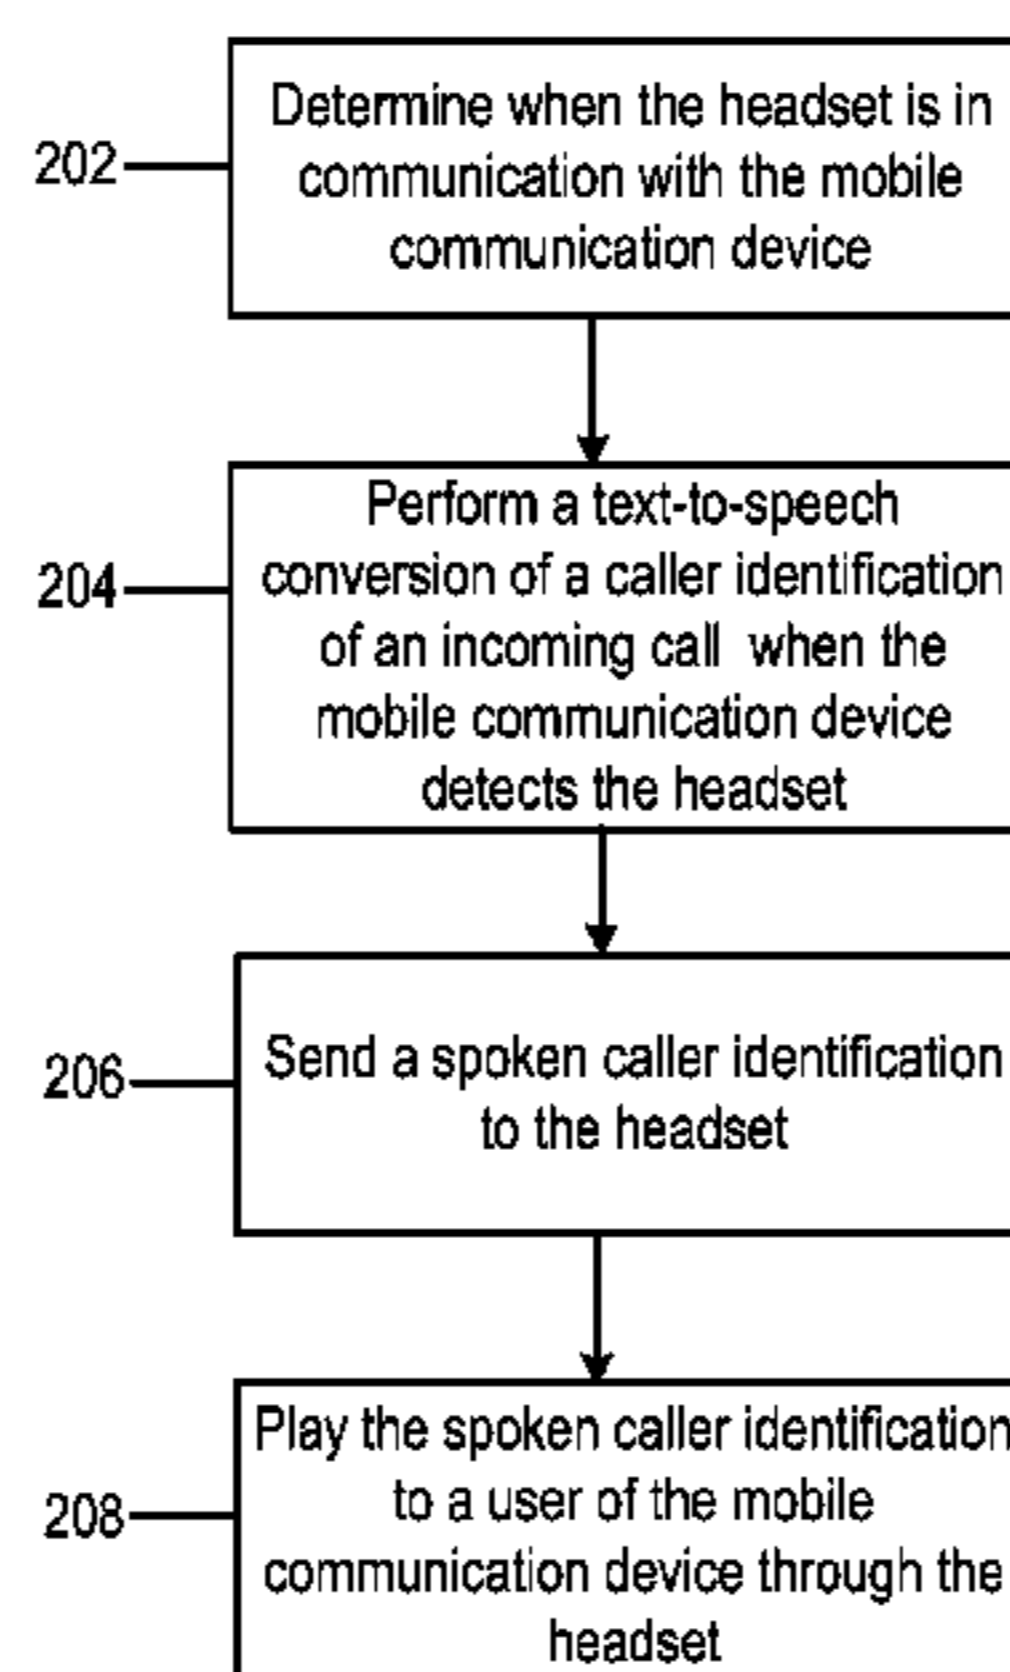 Determine when the headset is in
202
communication with the mobile
communication device
Perform a text-to-speech
204
conversion of a caller identification
of an incoming call when the
mobile communication device
detects the headset
206
Send a spoken caller identification
to the headset
Play the spoken caller identification
to a user of the mobile
208
communication device through the
headset